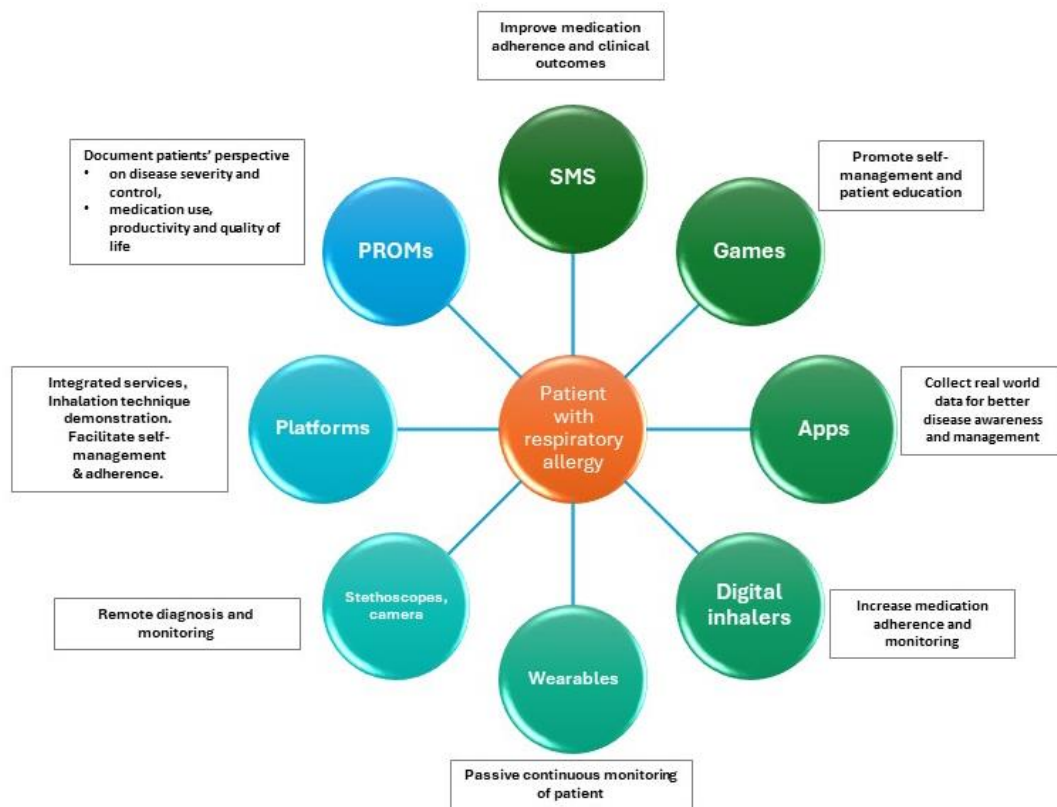 Improve medication
adherence and clinical
outcomes
SMS
Document patients' perspective
• on disease severity and
control,
• medication use,
productivity and quality of
life
PROMs
Promote self-
management and
patient education
Games
Integrated services,
Inhalation technique
demonstration.
Facilitate self-
management
& adherence.
Platforms
Patient
with
respiratory
allergy
Apps
Collect real world
data for better
disease awareness
and management
Remote diagnosis and
monitoring
Stethoscopes,
camera
Digital
inhalers
Increase medication
adherence and
monitoring
Wearables
Passive continuous monitoring
of patient